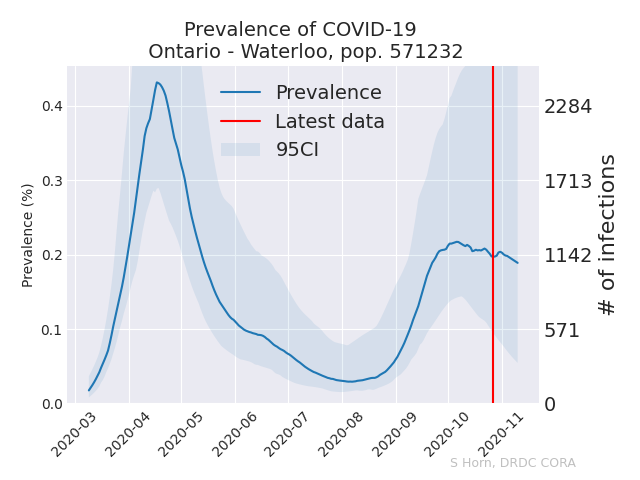 Prevalence of COVID-19
Ontario - Waterloo, pop. 571232
Prevalence
Latest data
95CI
Prevalence (%)
0.4
0.3
0.2
0.1
0.0
2284
1713
1142
571
0
# of infections
2020-03
2020-04
2020-05
2020-06
2020-07
2020-08
2020-09
2020-10
2020-11
S Horn, DRDC CORA